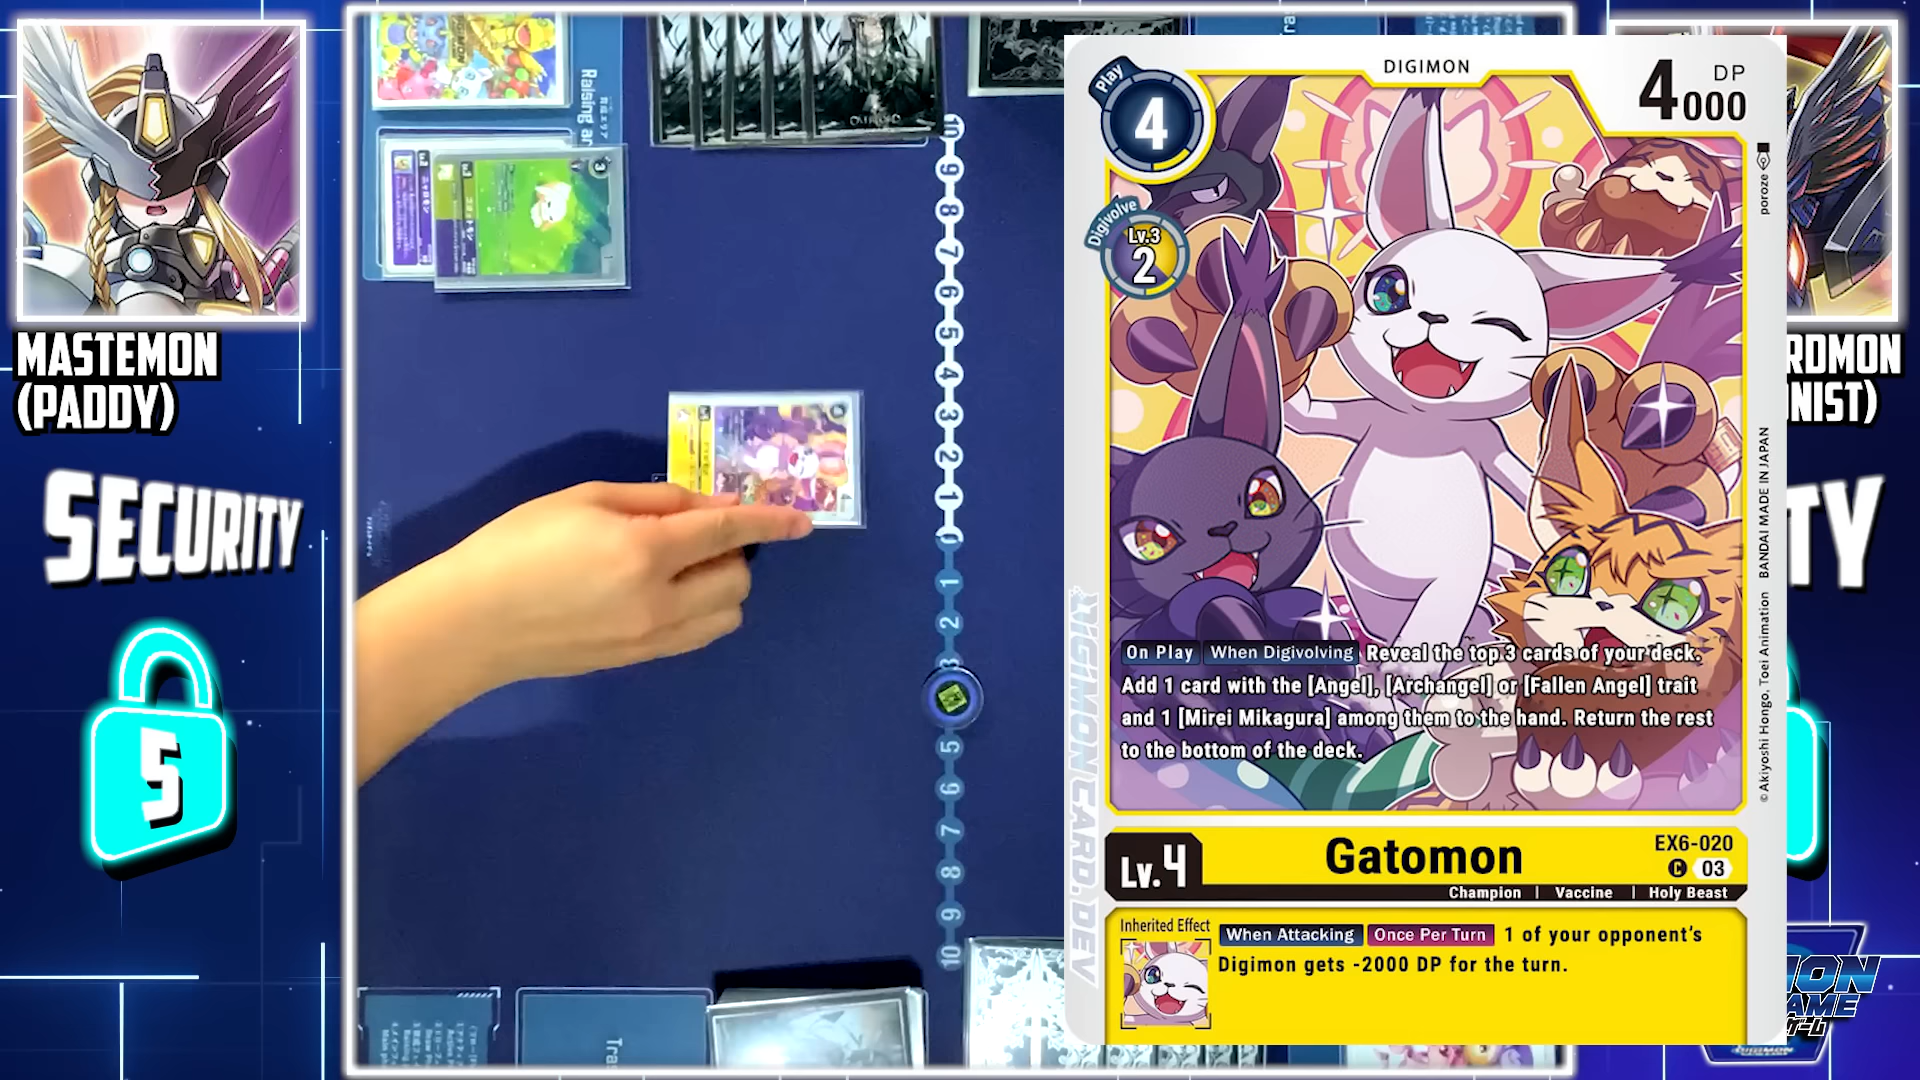 MASTEMON
(PADDY)
SECURITY
5
Raising ar
10
9
8
7
6
5
4
3
2
1
0
1
2
3
5
6
7
8
9
10
Tra
Play
4
DIGIMON
4000
DP
Digivolve
Lv.3
2
poroze
On Play When Digivolving Reveal the top 3 cards of your deck.
Add 1 card with the [Angel], [Archangel] or [Fallen Angel] trait
and 1 [Mirei Mikagura] among them to the hand. Return the rest
to the bottom of the deck.
©Akiyoshi Hongo, Toei Animation BANDAI MADE IN JAPAN
DIGIMONCARD.DEV
Lv.4
Gatomon
EX6-020
C 03
Champion | Vaccine | Holy Beast
Inherited Effect
When Attacking Once Per Turn 1 of your opponent's
Digimon gets -2000 DP for the turn.
RDMON
NIST)
TY
ION
AME